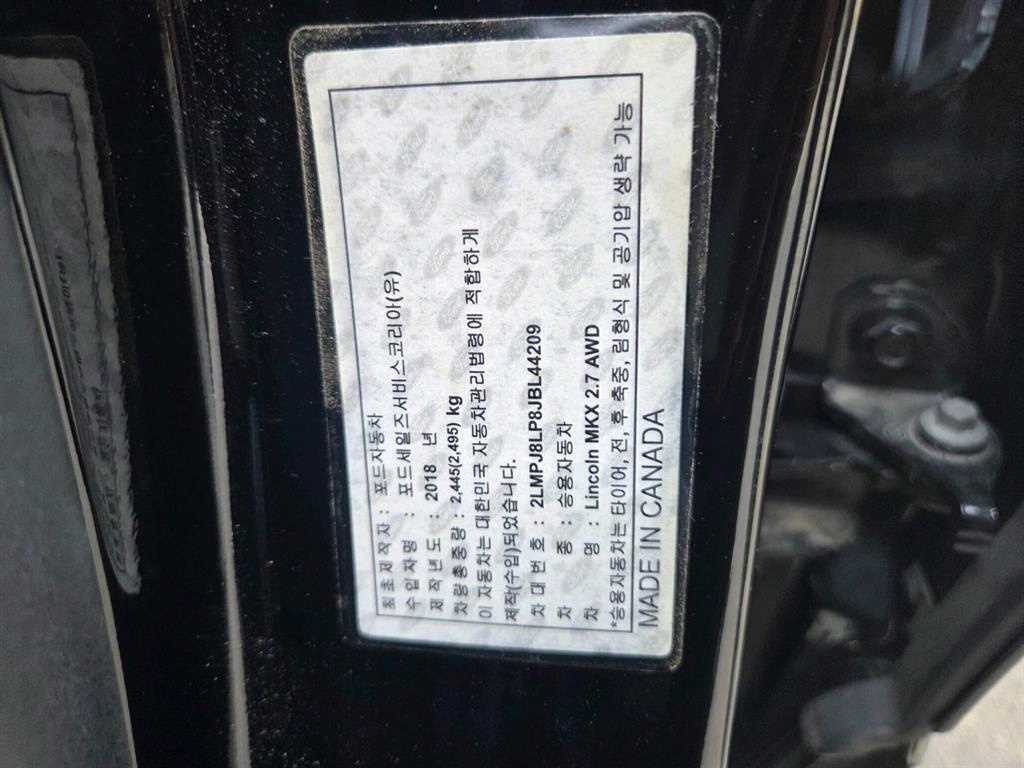 최초제작자 : 포드자동차
수입자명 : 포드세일즈서비스코리아(유)
제작년도 : 2018 년
차량총중량 : 2,445(2,495) kg
이 자동차는 대한민국 자동차관리법령에 적합하게
제작(수입)되었습니다.
차대번호 : 2LMPJ8LP8JBL44209
차 종 : 승용자동차
차 명 : Lincoln MKX 2.7 AWD
*승용자동차는 타이어, 전, 후 축중, 림형식 및 공기압 생략 가능
MADE IN CANADA